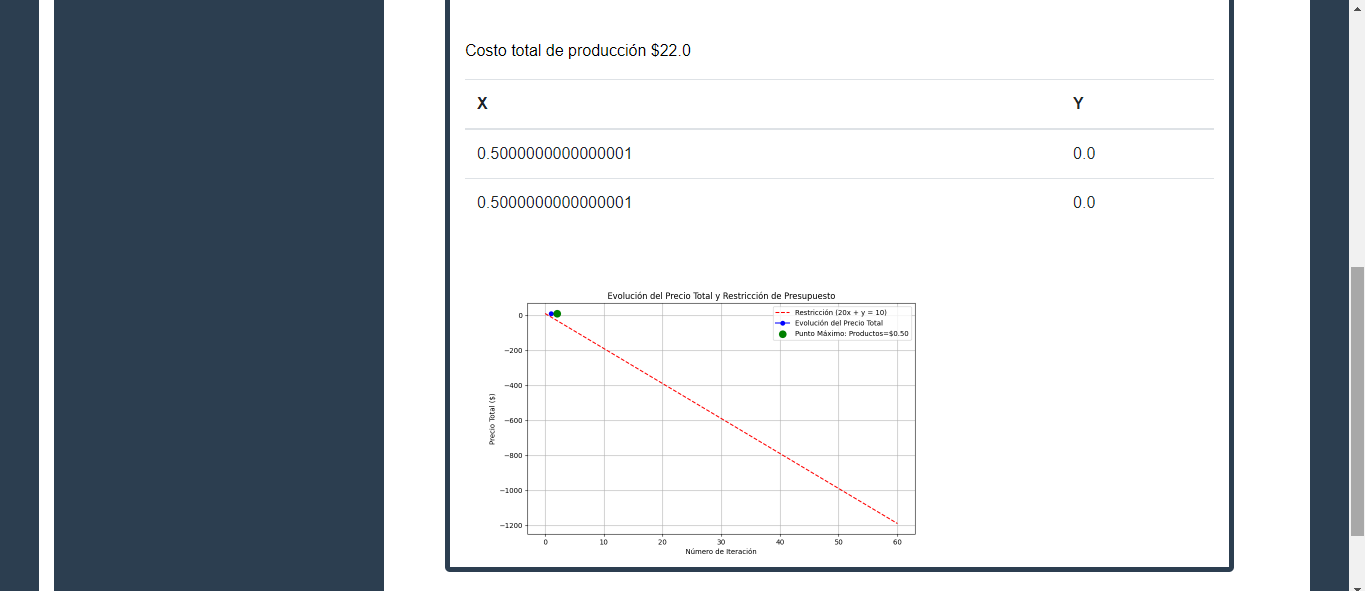 Costo total de producción $22.0
X Y
0.5000000000000001 0.0
0.5000000000000001 0.0
Evolución del Precio Total y Restricción de Presupuesto
Restricción (20x + y = 10)
Evolución del Precio Total
Punto Máximo: Productos=$0.50
Precio Total ($)
0
−200
−400
−600
−800
−1000
−1200
0 10 20 30 40 50 60
Número de Iteración